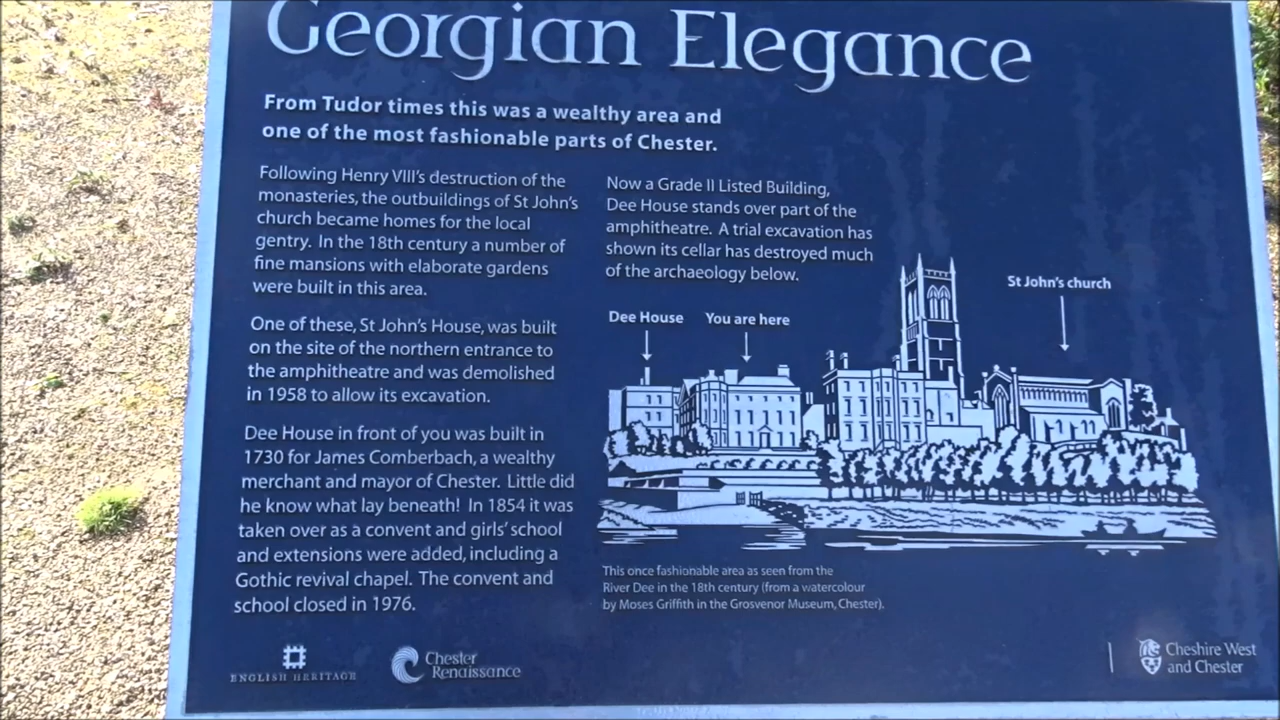 Georgian Elegance
From Tudor times this was a wealthy area and
one of the most fashionable parts of Chester.
Following Henry VIII's destruction of the
monasteries, the outbuildings of St John's
church became homes for the local
gentry. In the 18th century a number of
fine mansions with elaborate gardens
were built in this area.
One of these, St John's House, was built
on the site of the northern entrance to
the amphitheatre and was demolished
in 1958 to allow its excavation.
Dee House in front of you was built in
1730 for James Comberbach, a wealthy
merchant and mayor of Chester. Little did
he know what lay beneath! In 1854 it was
taken over as a convent and girls' school
and extensions were added, including a
Gothic revival chapel. The convent and
school closed in 1976.
Now a Grade II Listed Building,
Dee House stands over part of the
amphitheatre. A trial excavation has
shown its cellar has destroyed much
of the archaeology below.
Dee House
You are here
St John's church
This once fashionable area as seen from the
River Dee in the 18th century (from a watercolour
by Moses Griffith in the Grosvenor Museum, Chester).
ENGLISH HERITAGE
Chester
Renaissance
Cheshire West
and Chester